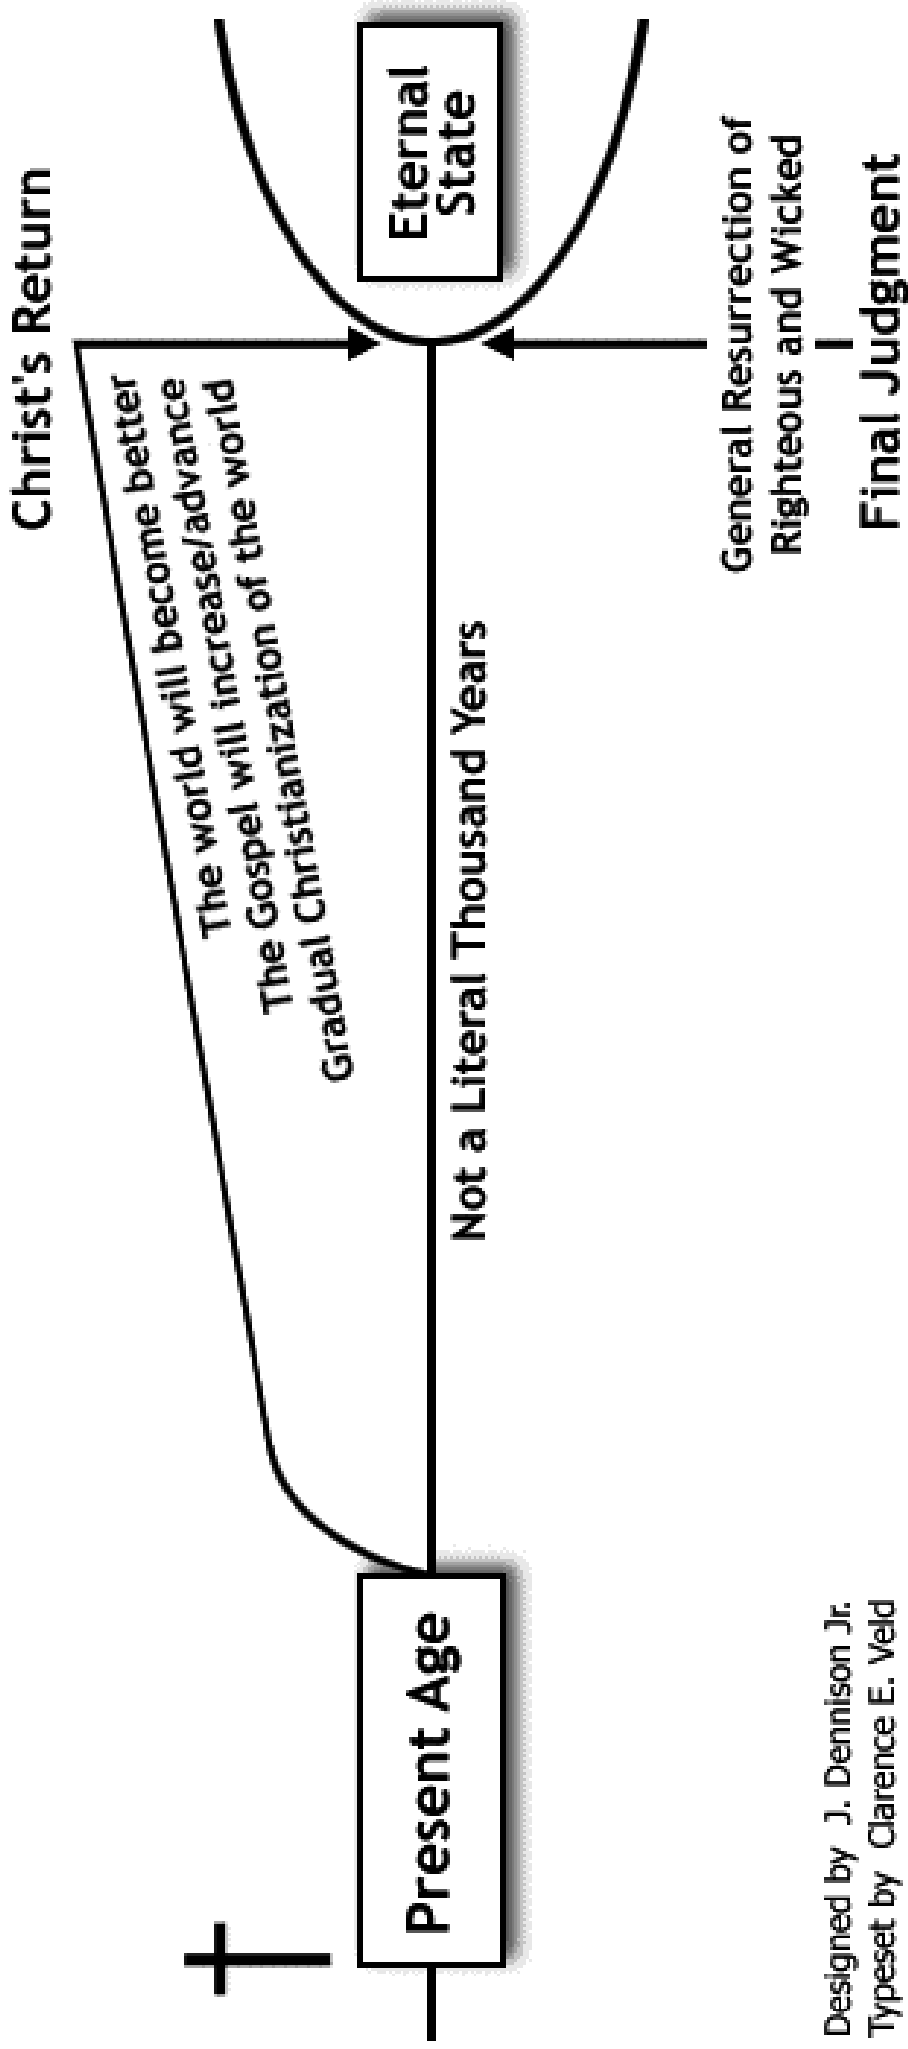 Christ's Return
The world will become better
The Gospel will increase/advance
Gradual Christianization of the world
Present Age
Eternal
State
Not a Literal Thousand Years
General Resurrection of
Righteous and Wicked
Final Judgment
Designed by J. Dennison Jr.
Typeset by Clarence E. Veld